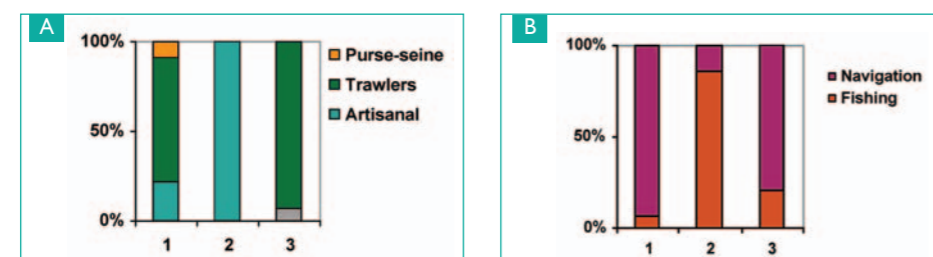 A
100%
50%
0%
1 2 3
Purse-seine
Trawlers
Artisanal
B
100%
50%
0%
1 2 3
Navigation
Fishing